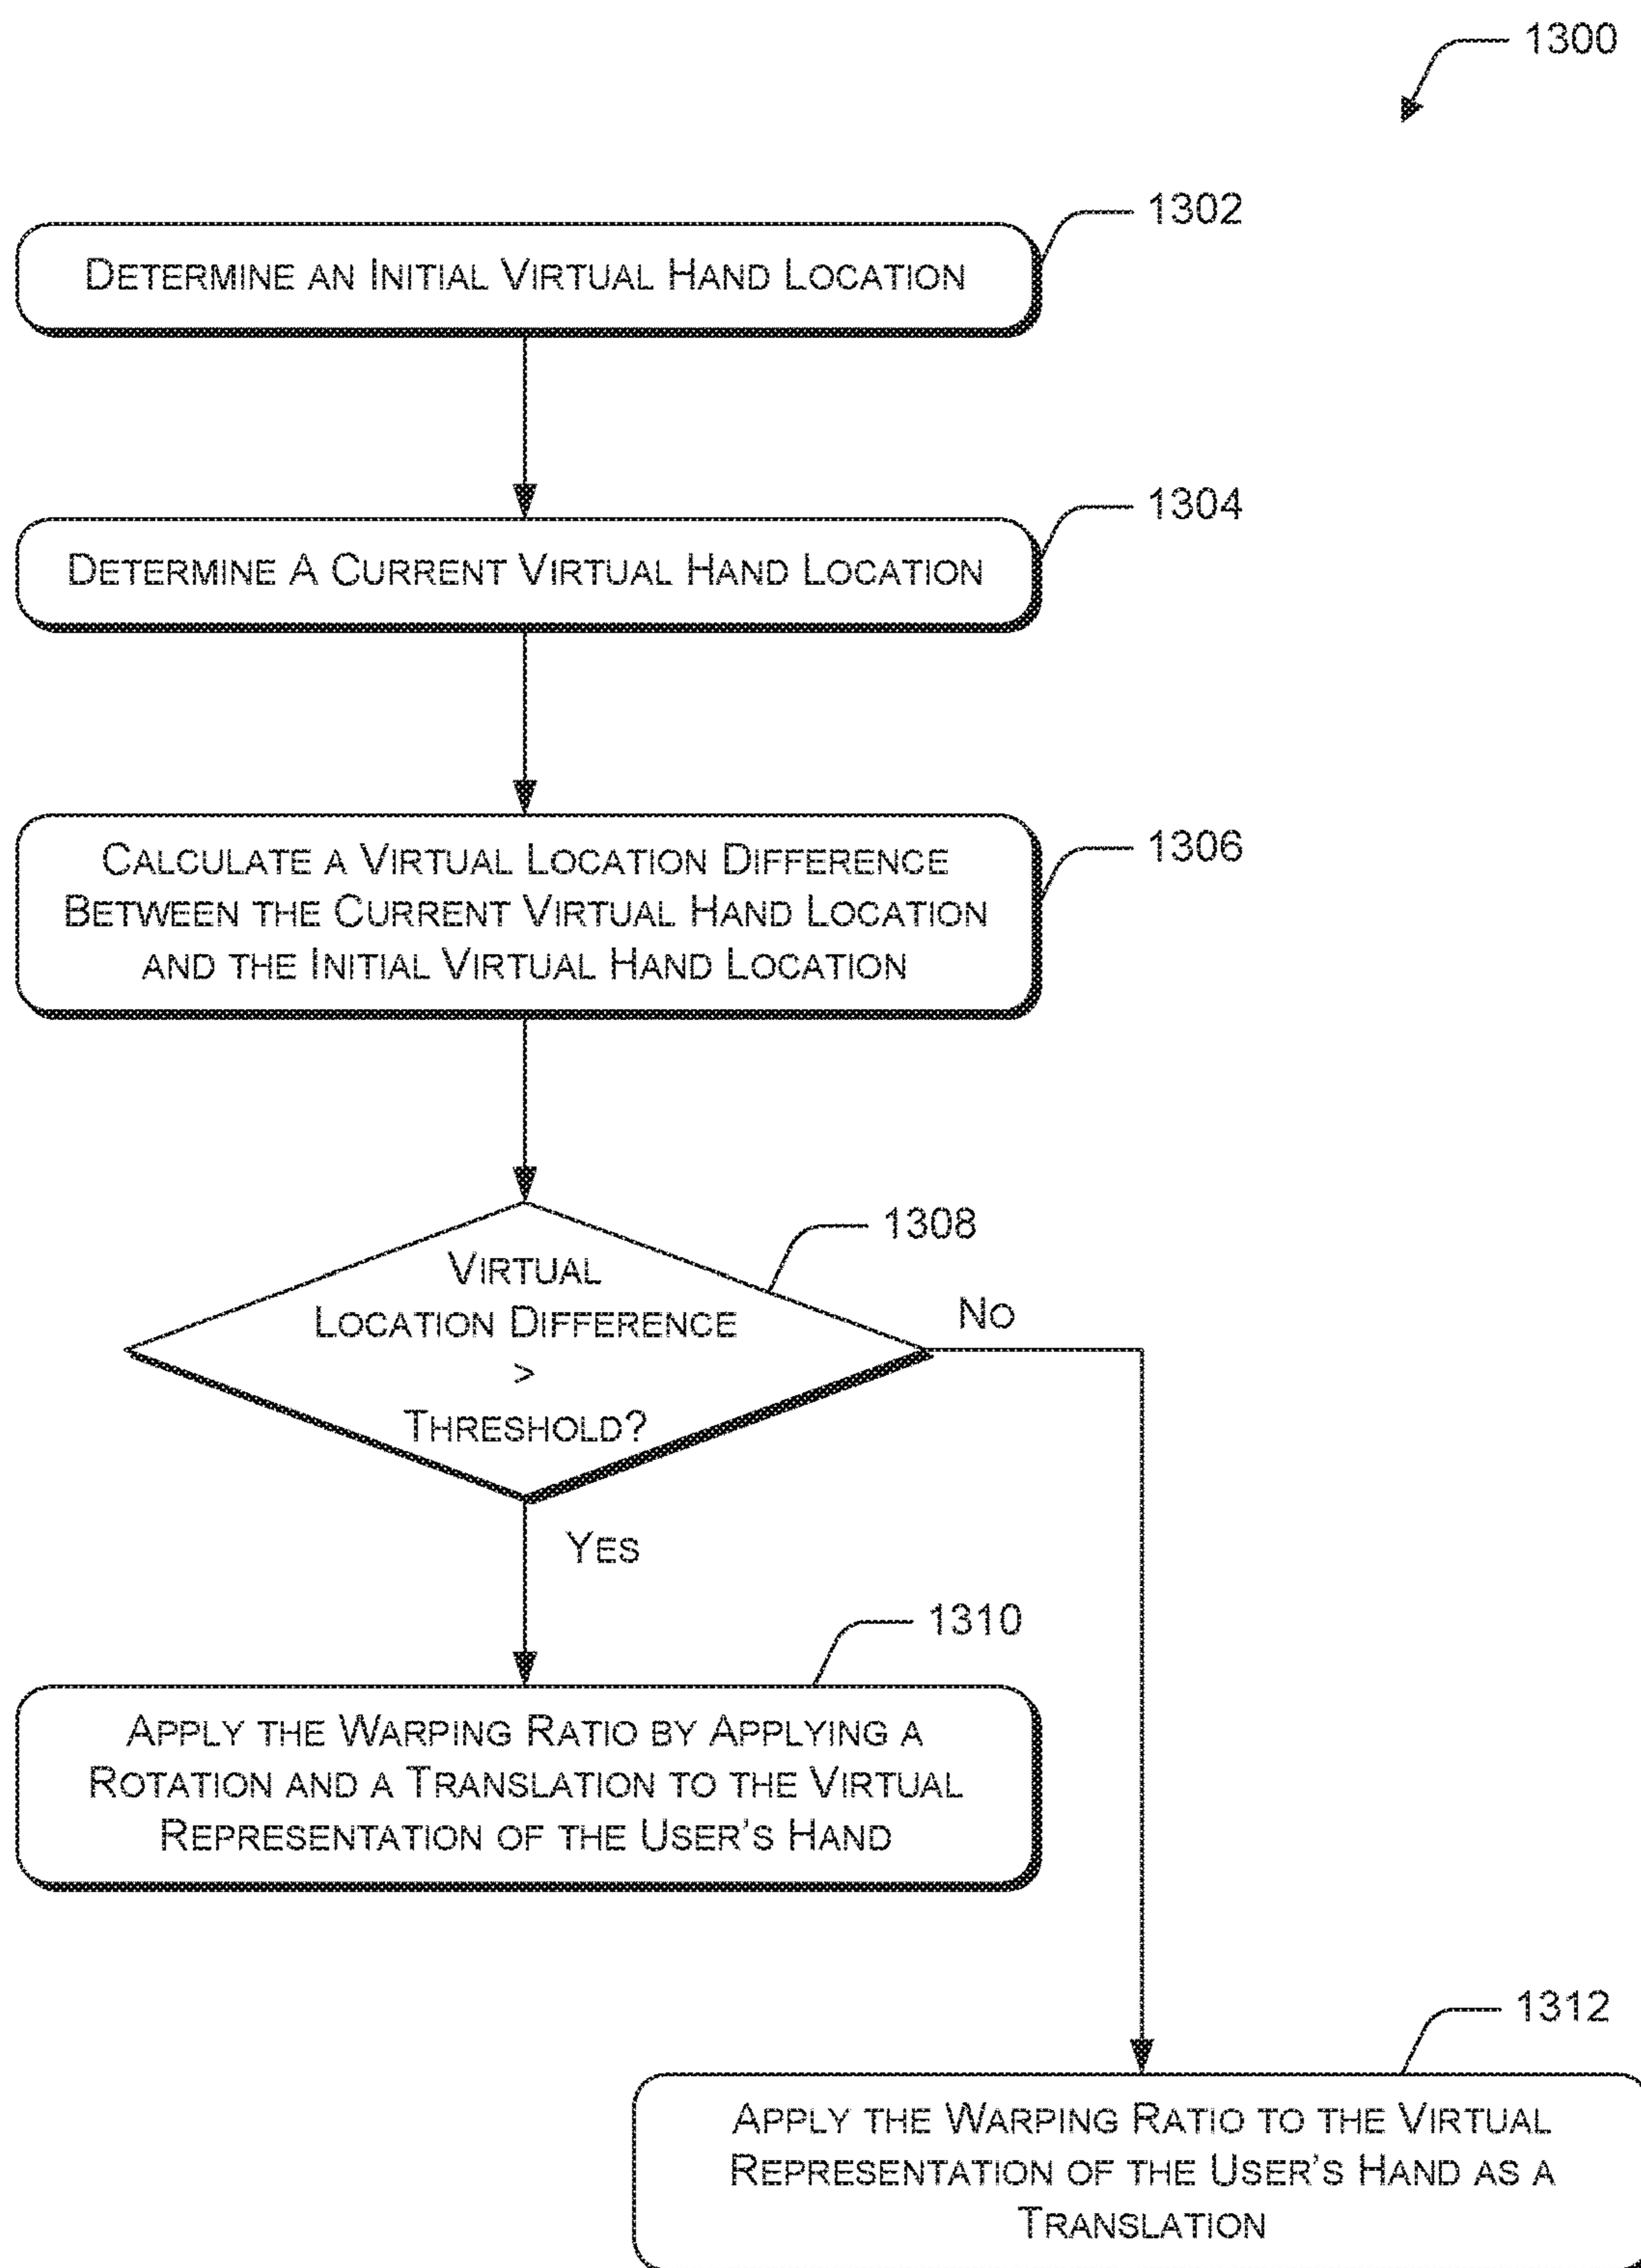 1300
1302
DETERMINE AN INITIAL VIRTUAL HAND LOCATION
1304
DETERMINE A CURRENT VIRTUAL HAND LOCATION
1306
CALCULATE A VIRTUAL LOCATION DIFFERENCE
BETWEEN THE CURRENT VIRTUAL HAND LOCATION
AND THE INITIAL VIRTUAL HAND LOCATION
1308
VIRTUAL
LOCATION DIFFERENCE
>
THRESHOLD?
NO
YES
1310
APPLY THE WARPING RATIO BY APPLYING A
ROTATION AND A TRANSLATION TO THE VIRTUAL
REPRESENTATION OF THE USER'S HAND
1312
APPLY THE WARPING RATIO TO THE VIRTUAL
REPRESENTATION OF THE USER'S HAND AS A
TRANSLATION